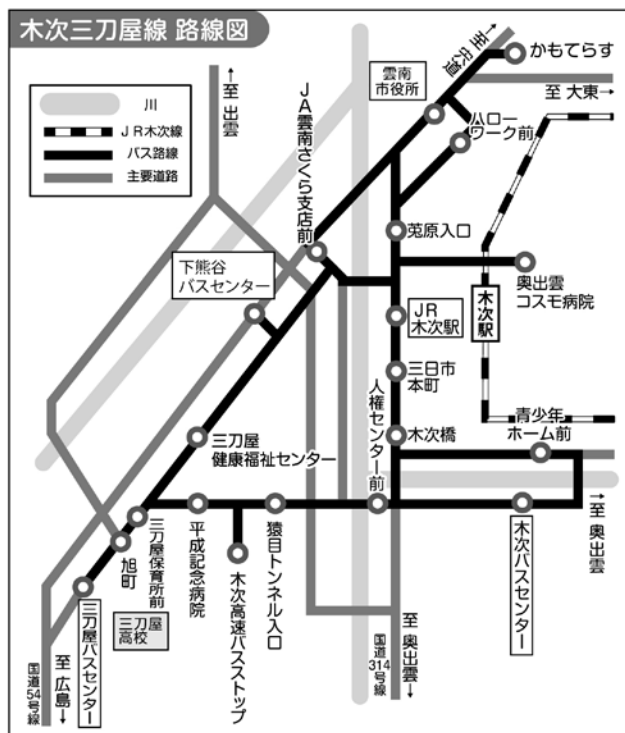 木次三刀屋線 路線図
川
JR木次線
バス路線
主要道路
→至 出雲
→至 宍道
かもてらす
雲南
市役所
至 大東→
ハロー
ワーク前
JA雲南さくら支店前
莵原入口
下熊谷
バスセンター
奥出雲
コスモ病院
木次駅
JR
木次駅
三日市
本町
人権センター前
木次橋
青少年
ホーム前
三刀屋
健康福祉センター
至 奥出雲→
三刀屋保育所前
旭町
平成記念病院
木次高速バスストップ
猿目トンネル入口
木次バスセンター
三刀屋
高校
三刀屋バスセンター
国道54号線
至 広島→
国道314号線
至 奥出雲→